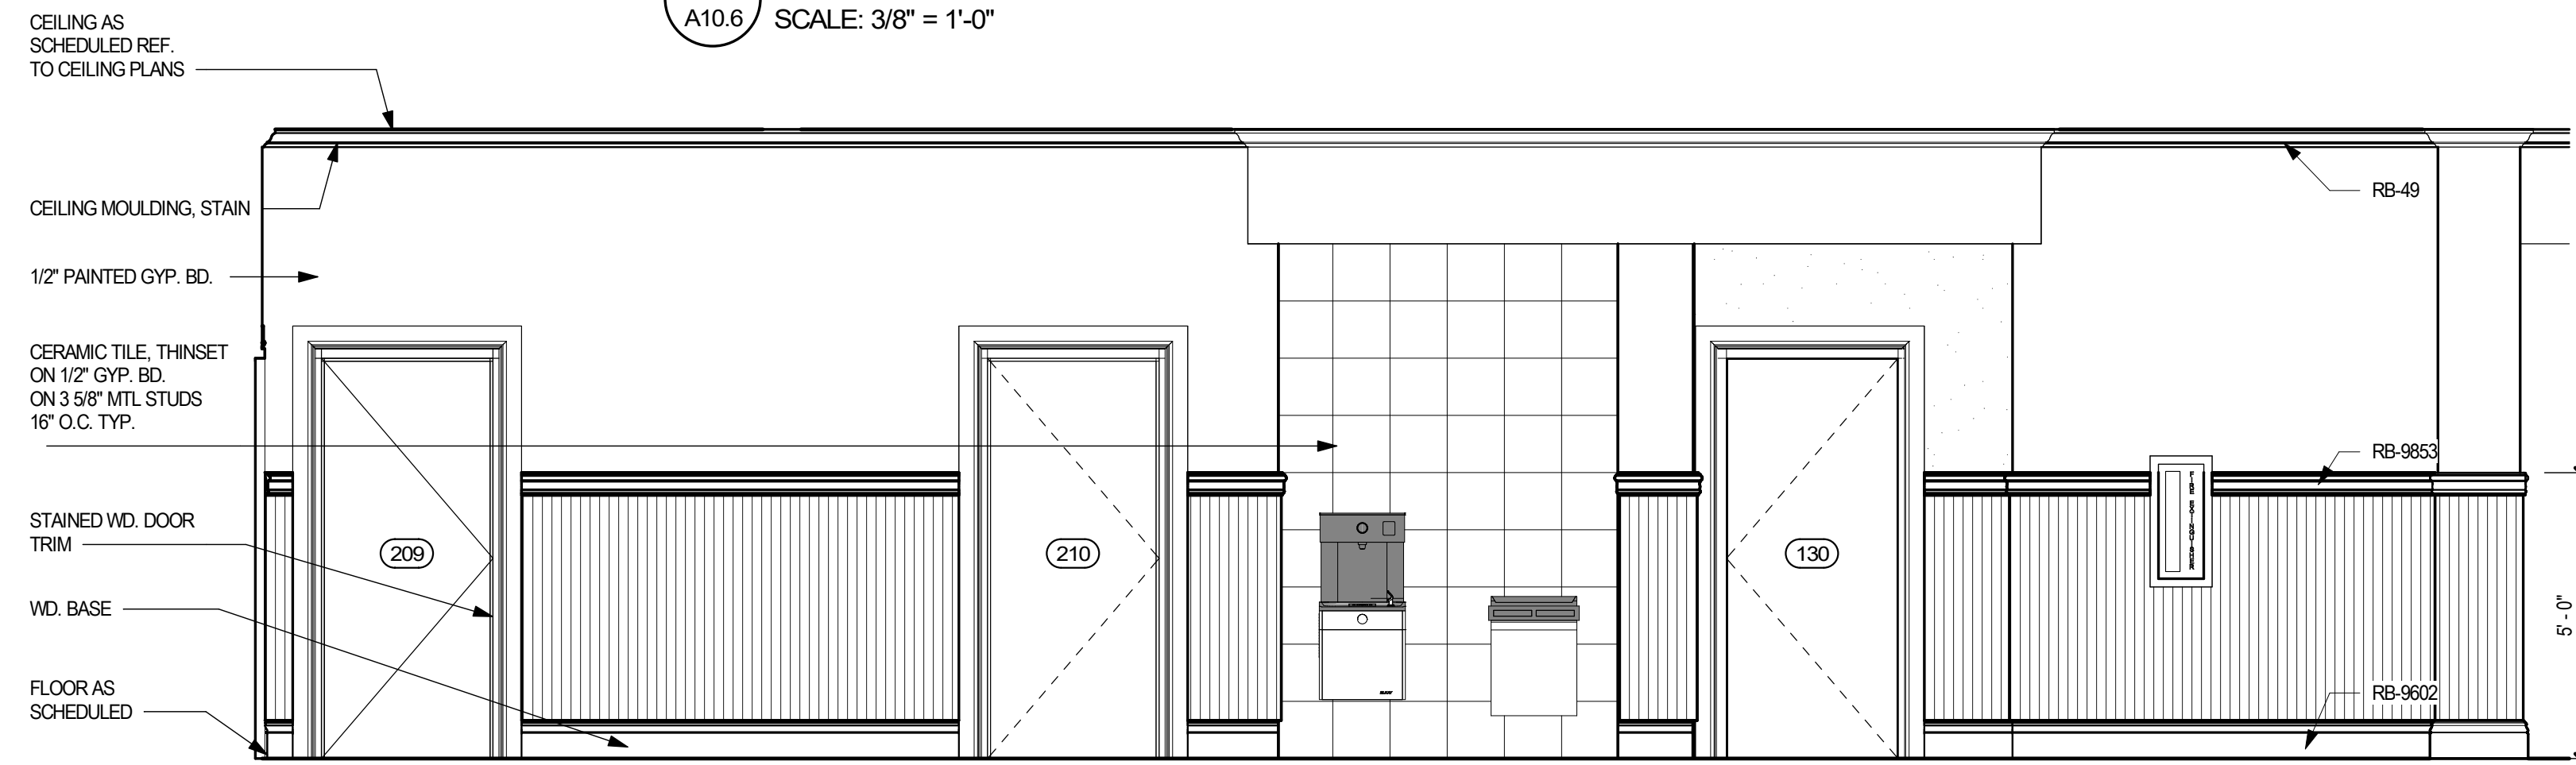 A10.6
SCALE: 3/8" = 1'-0"
CEILING AS
SCHEDULED REF.
TO CEILING PLANS
CEILING MOULDING, STAIN
1/2" PAINTED GYP. BD.
CERAMIC TILE, THINSET
ON 1/2" GYP. BD.
ON 3 5/8" MTL STUDS
16" O.C. TYP.
STAINED WD. DOOR
TRIM
WD. BASE
FLOOR AS
SCHEDULED
209
210
130
FIRE EXTINGUISHER
RB-49
RB-9853
RB-9602
5' - 0"